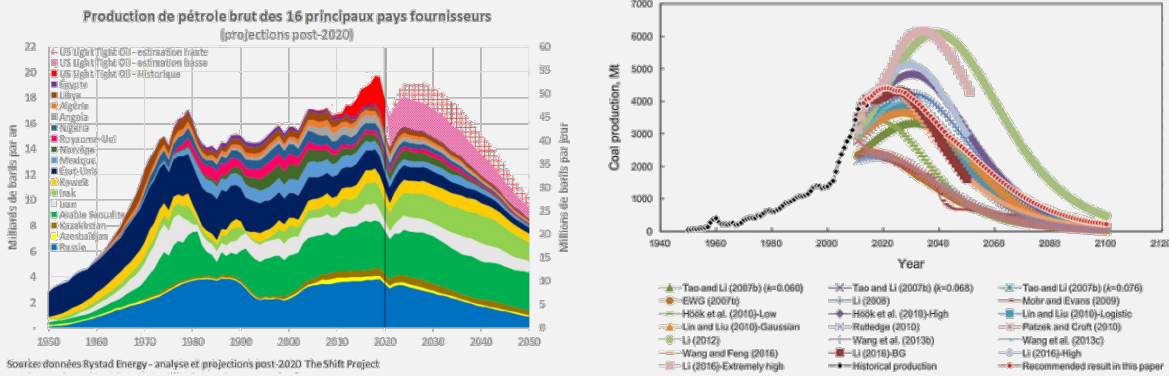 Production de pétrole brut des 16 principaux pays fournisseurs
(projections post-2020)
Milliards de barils par an
Millions de barils par jour
22
20
18
16
14
12
10
8
6
4
2
-
60
55
50
45
40
35
30
25
20
15
10
5
0
US Light Tight Oil - estimation haute
US Light Tight Oil - estimation basse
US Light Tight Oil - Historique
Égypte
Libye
Algérie
Angola
Nigéria
Royaume-Uni
Norvège
Mexique
État-Unis
Koweït
Irak
Iran
Arabie Saoudite
Kazakhstan
Azerbaïdjan
Russie
1950 1960 1970 1980 1990 2000 2010 2020 2030 2040 2050
Source: données Rystad Energy - analyse et projections post-2020 The Shift Project
Coal production, Mt
7000
6000
5000
4000
3000
2000
1000
0
1940 1960 1980 2000 2020 2040 2060 2080 2100 2120
Year
Tao and Li (2007b) (k=0.060) Tao and Li (2007b) (k=0.068) Tao and Li (2007b) (k=0.076)
EWG (2007b) Li (2008) Mohr and Evans (2009)
Höök et al. (2010)-Low Höök et al. (2010)-High Lin and Liu (2010)-Logistic
Lin and Liu (2010)-Gaussian Rutledge (2010) Patzek and Croft (2010)
Li (2012) Wang et al. (2013b) Wang et al. (2013c)
Wang and Feng (2016) Li (2016)-BG Li (2016)-High
Li (2016)-Extremely high Historical production Recommended result in this paper